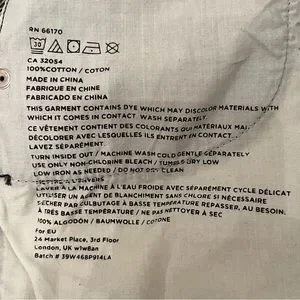 RN 66170
30
CA 32054
100%COTTON / COTON
MADE IN CHINA
FABRIQUE EN CHINE
FABRICADO EN CHINA
THIS GARMENT CONTAINS DYE WHICH MAY DISCOLOR MATERIALS WITH
WHICH IT COMES IN CONTACT. WASH SEPARATELY.
CE VÊTEMENT CONTIENT DES COLORANTS QUI
DÉCOLORER AVEC LESQUELS IL ENTRENT EN CONTACT
LAVEZ SÉPARÉMENT.
TURN INSIDE OUT / MACHINE WASH COLD GENTLY SEPARATELY
USE ONLY NON-CHLORINE BLEACH / TUMBLE DRY LOW
LOW IRON AS NEEDED / DO NOT DRY CLEAN
LAVER À LA MACHINE À L'EAU FROIDE AVEC SÉPARÉMENT CYCLE DÉLICAT
UTILISER UN AGENT DE BLANCHIMENT SANS CHLORE SI NÉCESSAIRE
SÉCHER PAR CULBUTAGE À BASSE TEMPÉRATURE REPASSER, AU BESOIN,
À TRÈS BASSE TEMPÉRATURE / NE PAS NETTOYER À SEC
100% ALGODÓN / BAUMWOLLE / COTONE
For EU
24 Market Place, 3rd Floor
London, UK w1w8an
Batch # 39W468P914LA